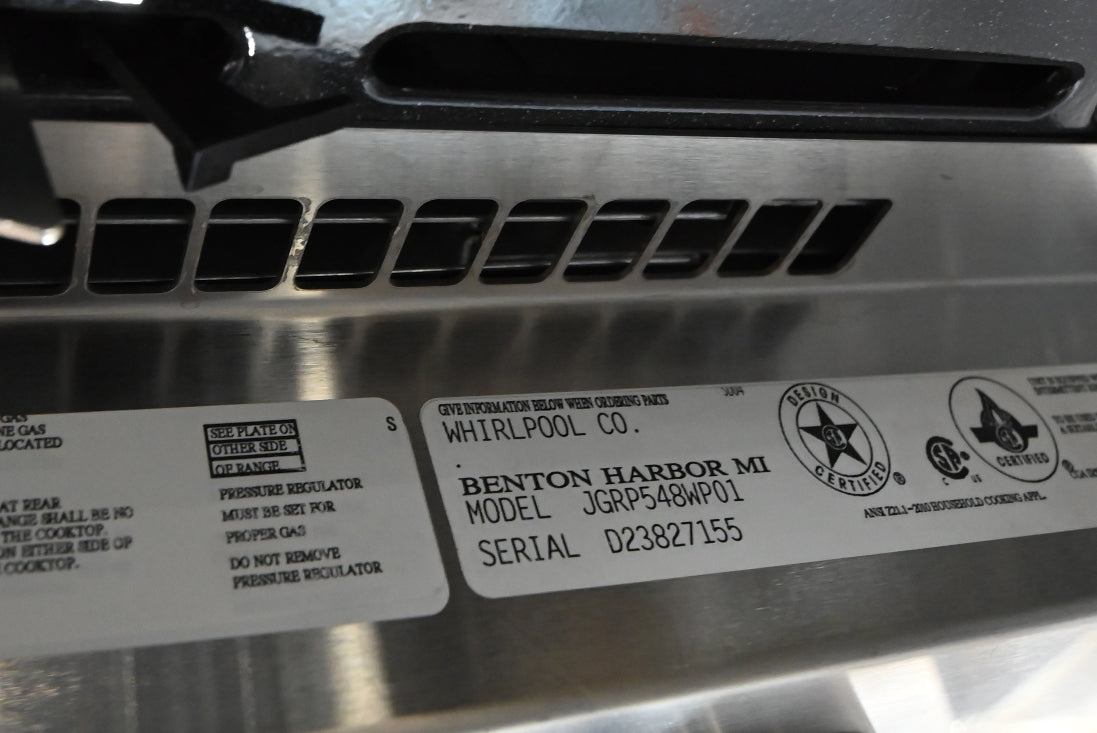 GAS
NE GAS
LOCATED
SEE PLATE ON
OTHER SIDE
OF RANGE
S
AT REAR
ANGE SHALL BE NO
THE COOKTOP.
ON EITHER SIDE OF
COOKTOP.
PRESSURE REGULATOR
MUST BE SET FOR
PROPER GAS
DO NOT REMOVE
PRESSURE REGULATOR
GIVE INFORMATION BELOW WHEN ORDERING PARTS
WHIRLPOOL CO.
BENTON HARBOR MI
MODEL JGRP548WP01
SERIAL D23827155
DESIGN
CERTIFIED
®
CERTIFIED
C US
ANSI Z21.1-2010 HOUSEHOLD COOKING APPL.